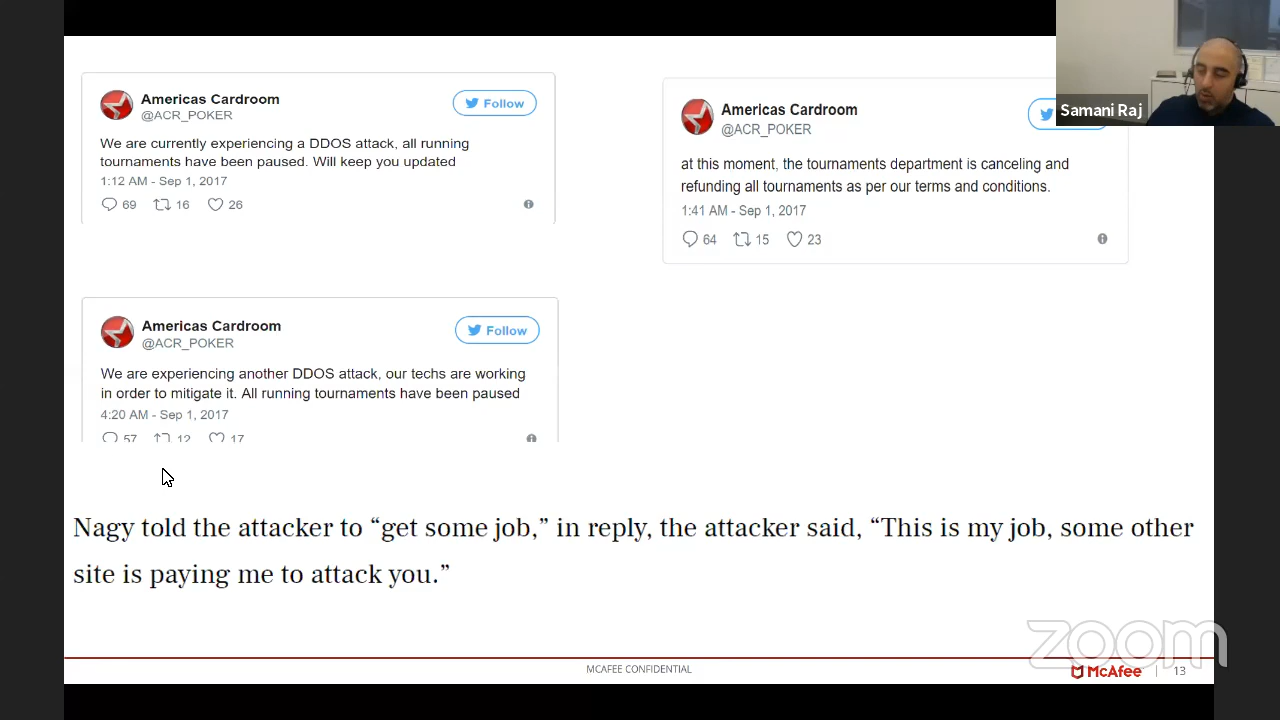 Americas Cardroom
@ACR_POKER
Follow
We are currently experiencing a DDOS attack, all running
tournaments have been paused. Will keep you updated
1:12 AM - Sep 1, 2017
69 16 26
Americas Cardroom
@ACR_POKER
at this moment, the tournaments department is canceling and
refunding all tournaments as per our terms and conditions.
1:41 AM - Sep 1, 2017
64 15 23
Samani Raj
Americas Cardroom
@ACR_POKER
Follow
We are experiencing another DDOS attack, our techs are working
in order to mitigate it. All running tournaments have been paused
4:20 AM - Sep 1, 2017
57 12 17
Nagy told the attacker to “get some job,” in reply, the attacker said, “This is my job, some other
site is paying me to attack you.”
zoom
MCAFEE CONFIDENTIAL
McAfee | 13